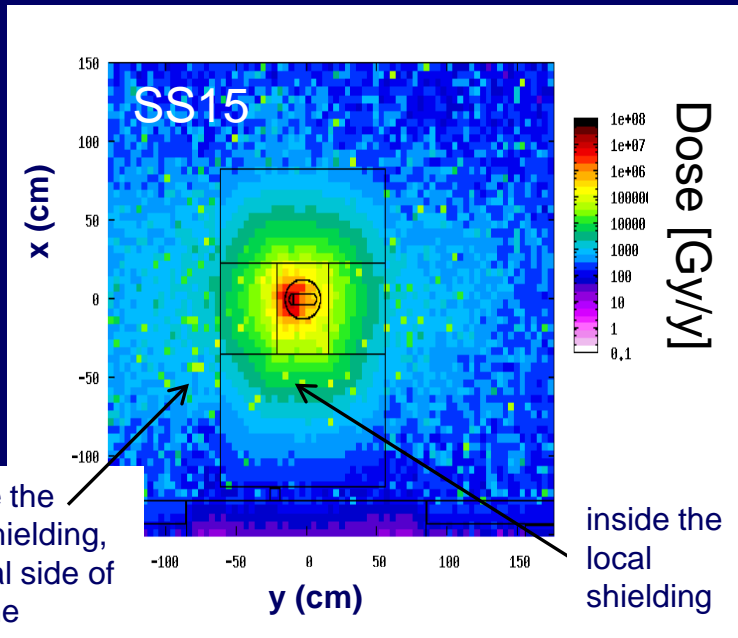 SS15
150
100
50
0
-50
-100
x (cm)
-100
-50
0
50
100
150
y (cm)
1e+08
1e+07
1e+06
10000
1000
100
10
1
0,1
Dose [Gy/y]
the
hielding,
al side of
inside the
local
shielding